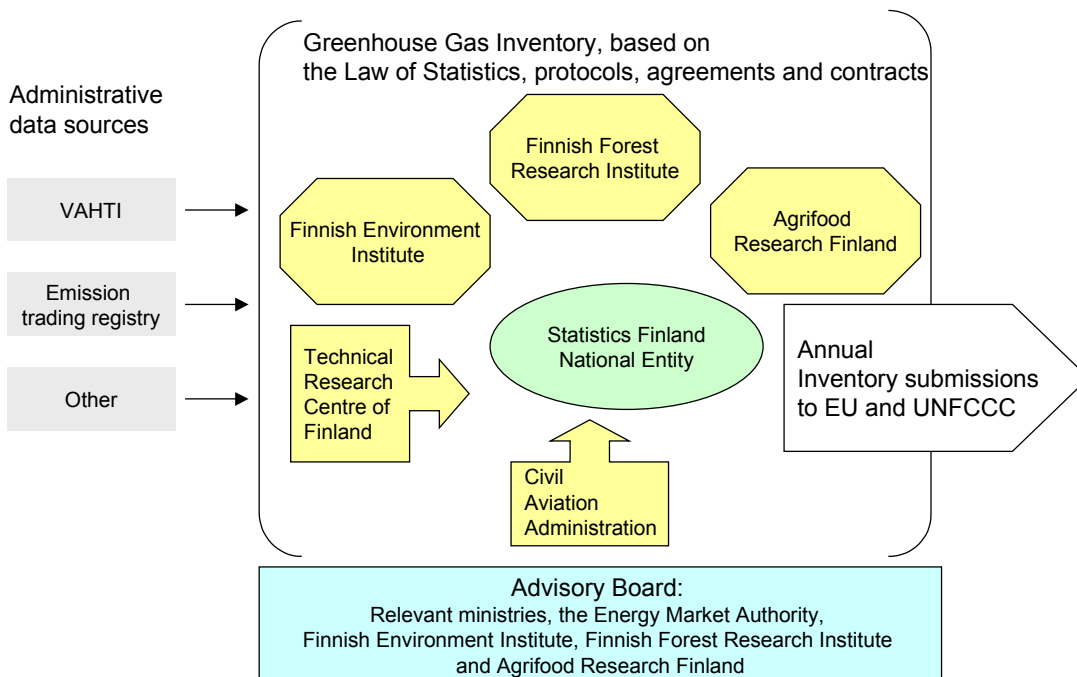 Greenhouse Gas Inventory, based on
the Law of Statistics, protocols, agreements and contracts
Administrative
data sources
VAHTI
Emission
trading registry
Other
Finnish Forest
Research Institute
Finnish Environment
Institute
Agrifood
Research Finland
Statistics Finland
National Entity
Technical
Research
Centre of
Finland
Civil
Aviation
Administration
Annual
Inventory submissions
to EU and UNFCCC
Advisory Board:
Relevant ministries, the Energy Market Authority,
Finnish Environment Institute, Finnish Forest Research Institute
and Agrifood Research Finland